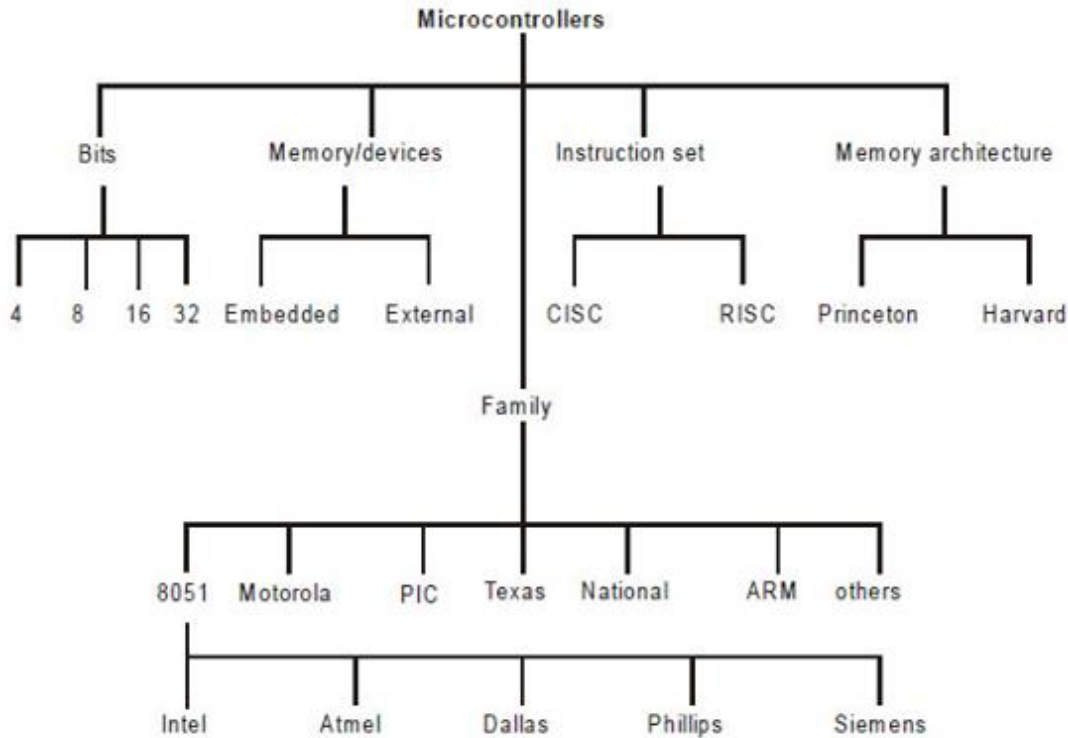 Microcontrollers
Bits Memory/devices Instruction set Memory architecture
4 8 16 32 Embedded External CISC RISC Princeton Harvard
Family
8051 Motorola PIC Texas National ARM others
Intel Atmel Dallas Phillips Siemens